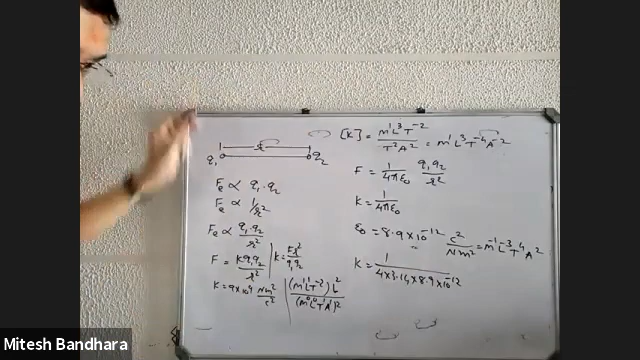 q₁ r q₂
Fe ∝ q₁·q₂
Fe ∝ 1/r²
Fe ∝ q₁·q₂/r²
F = Kq₁q₂/r² | K = Fr²/q₁q₂
K = 9×10⁹ Nm²/c² | (M¹L¹T⁻²)L²/(M⁰L⁰T¹A¹)²
[K] = M¹L³T⁻²/T²A² = M¹L³T⁻⁴A⁻²
F = 1/4πε₀ q₁q₂/r²
K = 1/4πε₀
ε₀ = 8.9×10⁻¹² c²/Nm² = M⁻¹L⁻³T⁴A²
K = 1/4×3.14×8.9×10⁻¹²
Mitesh Bandhara